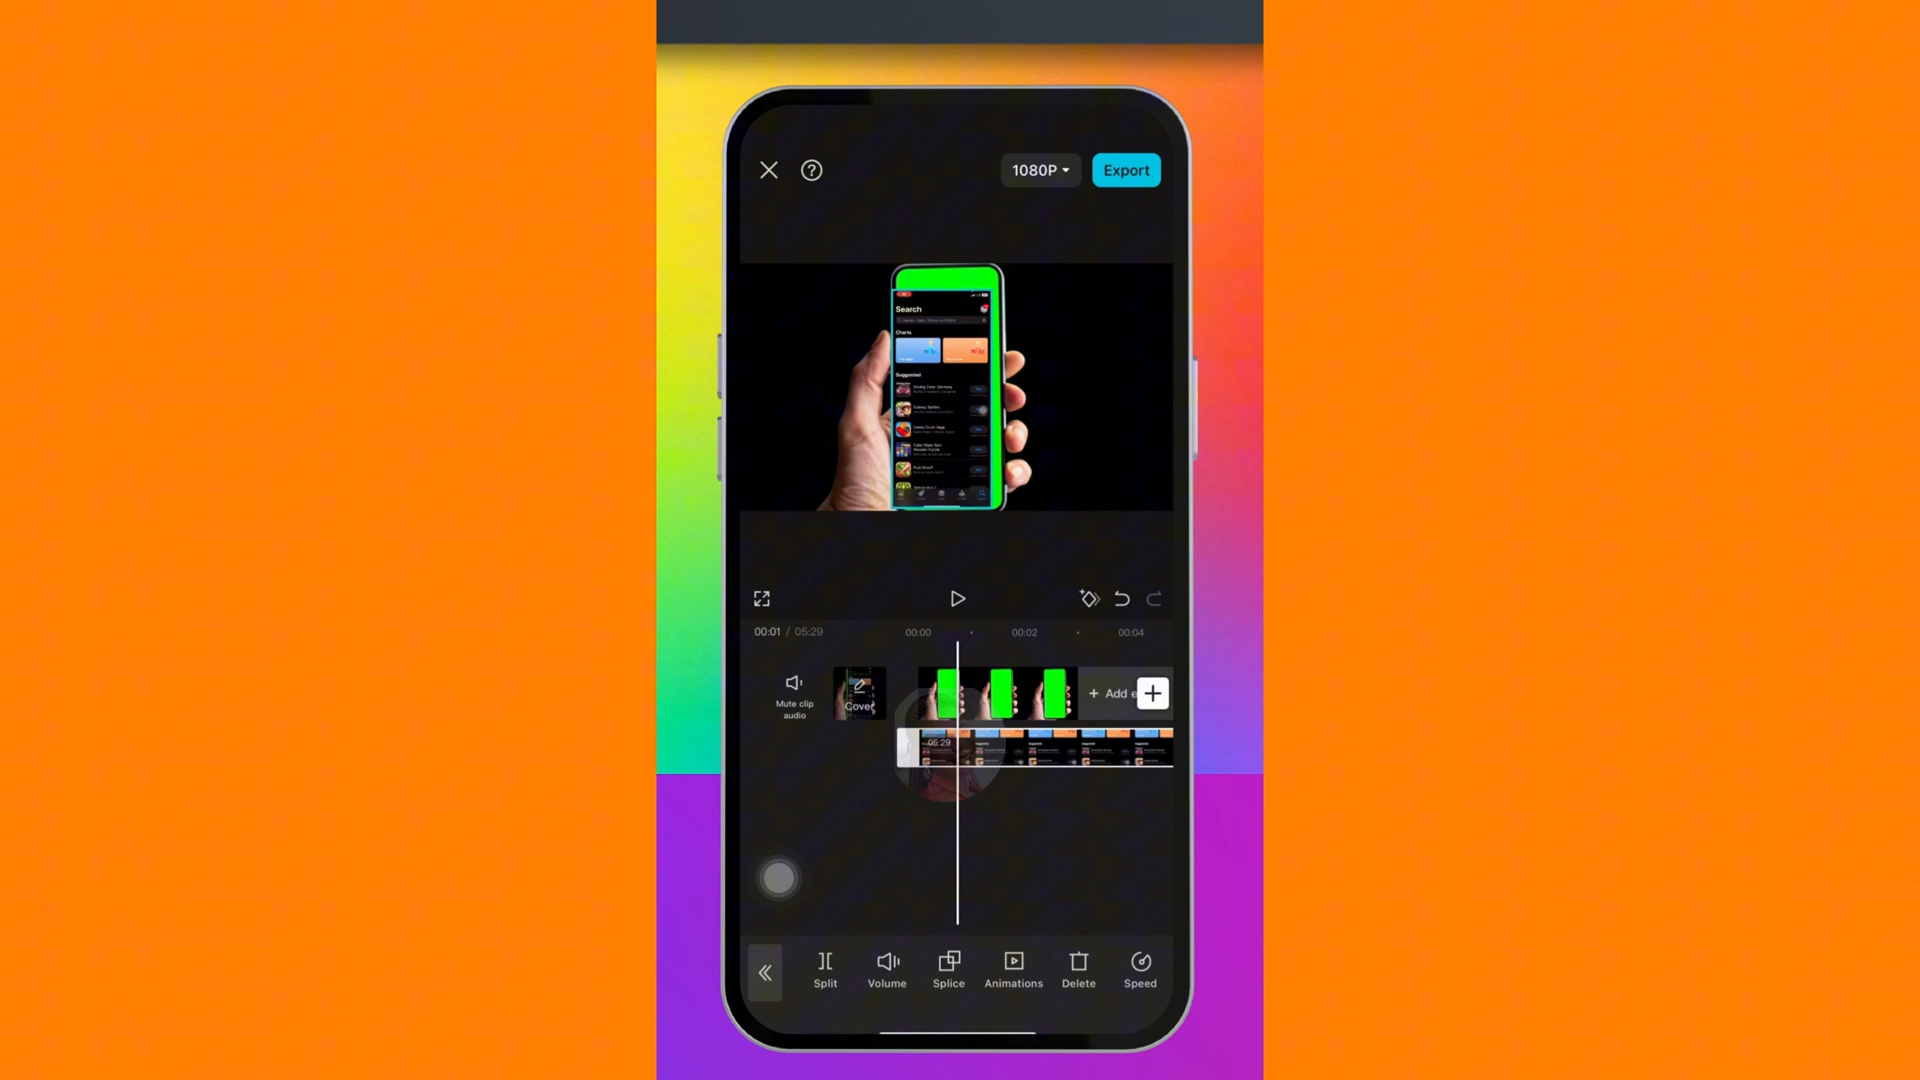 1080P
Export
Search
Charts
Suggested
00:01 / 05:29
00:00
00:02
00:04
Mute clip
audio
Cover
+ Add e
05:29
Split
Volume
Splice
Animations
Delete
Speed